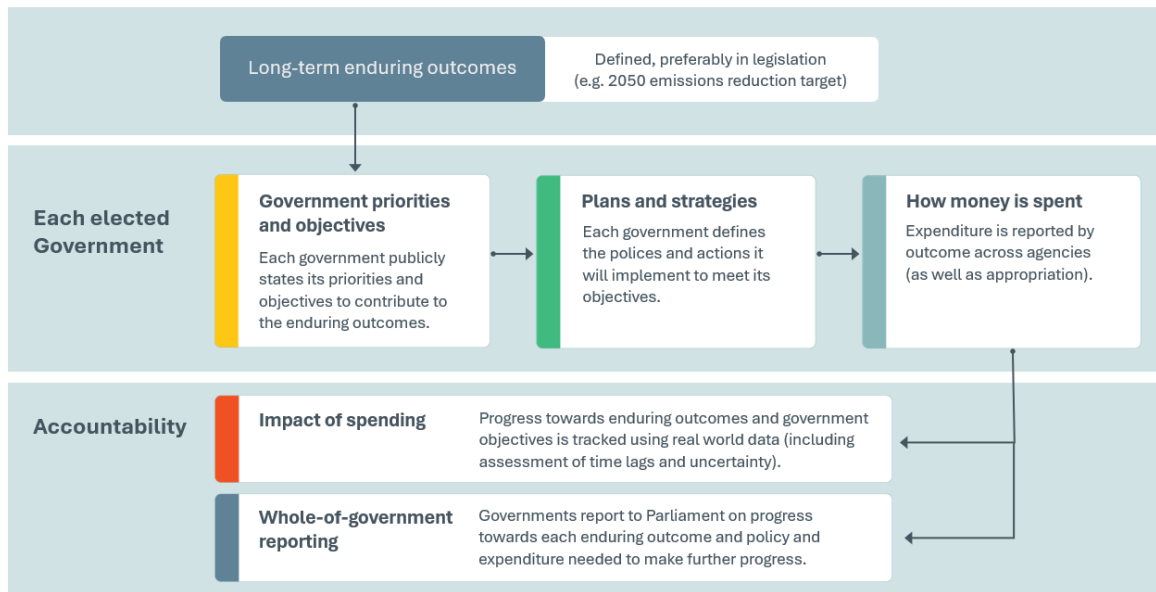 Long-term enduring outcomes
Defined, preferably in legislation
(e.g. 2050 emissions reduction target)
Each elected
Government
Government priorities
and objectives
Each government publicly
states its priorities and
objectives to contribute to
the enduring outcomes.
Plans and strategies
Each government defines
the polices and actions it
will implement to meet its
objectives.
How money is spent
Expenditure is reported by
outcome across agencies
(as well as appropriation).
Accountability
Impact of spending
Progress towards enduring outcomes and government
objectives is tracked using real world data (including
assessment of time lags and uncertainty).
Whole-of-government
reporting
Governments report to Parliament on progress
towards each enduring outcome and policy and
expenditure needed to make further progress.